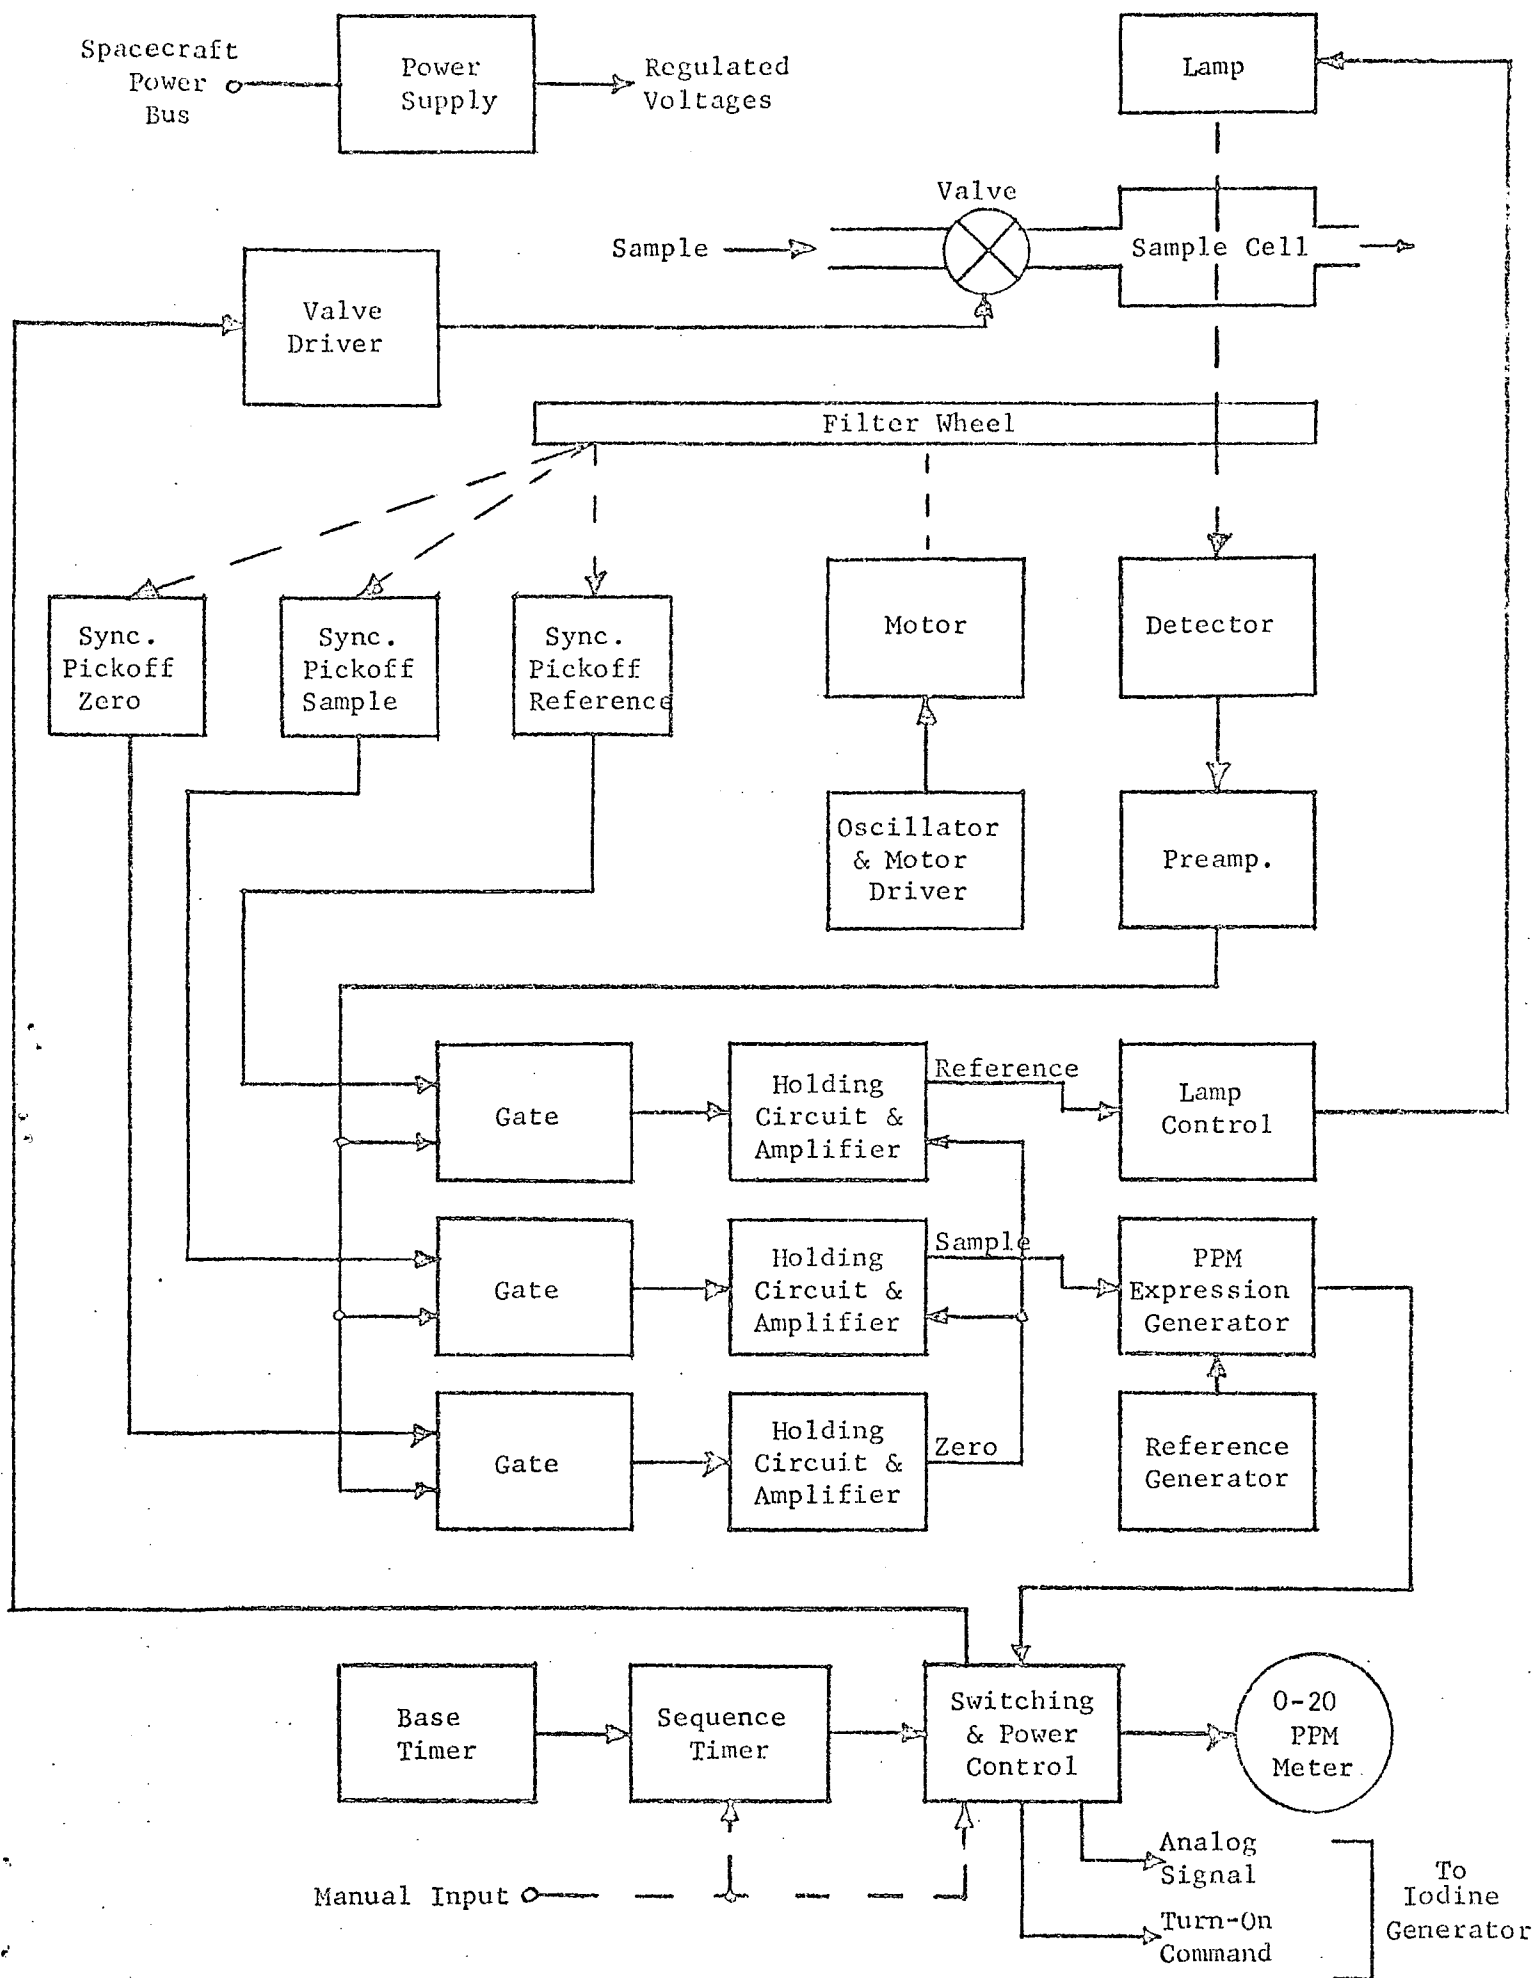 Spacecraft
Power
Bus
Power
Supply
Regulated
Voltages
Lamp
Valve
Sample
Sample Cell
Valve
Driver
Filter Wheel
Sync.
Pickoff
Zero
Sync.
Pickoff
Sample
Sync.
Pickoff
Reference
Motor
Detector
Oscillator
& Motor
Driver
Preamp.
Gate
Holding
Circuit &
Amplifier
Reference
Lamp
Control
Gate
Holding
Circuit &
Amplifier
Sample
PPM
Expression
Generator
Gate
Holding
Circuit &
Amplifier
Zero
Reference
Generator
Base
Timer
Sequence
Timer
Switching
& Power
Control
0-20
PPM
Meter
Manual Input
Analog
Signal
Turn-On
Command
To
Iodine
Generator